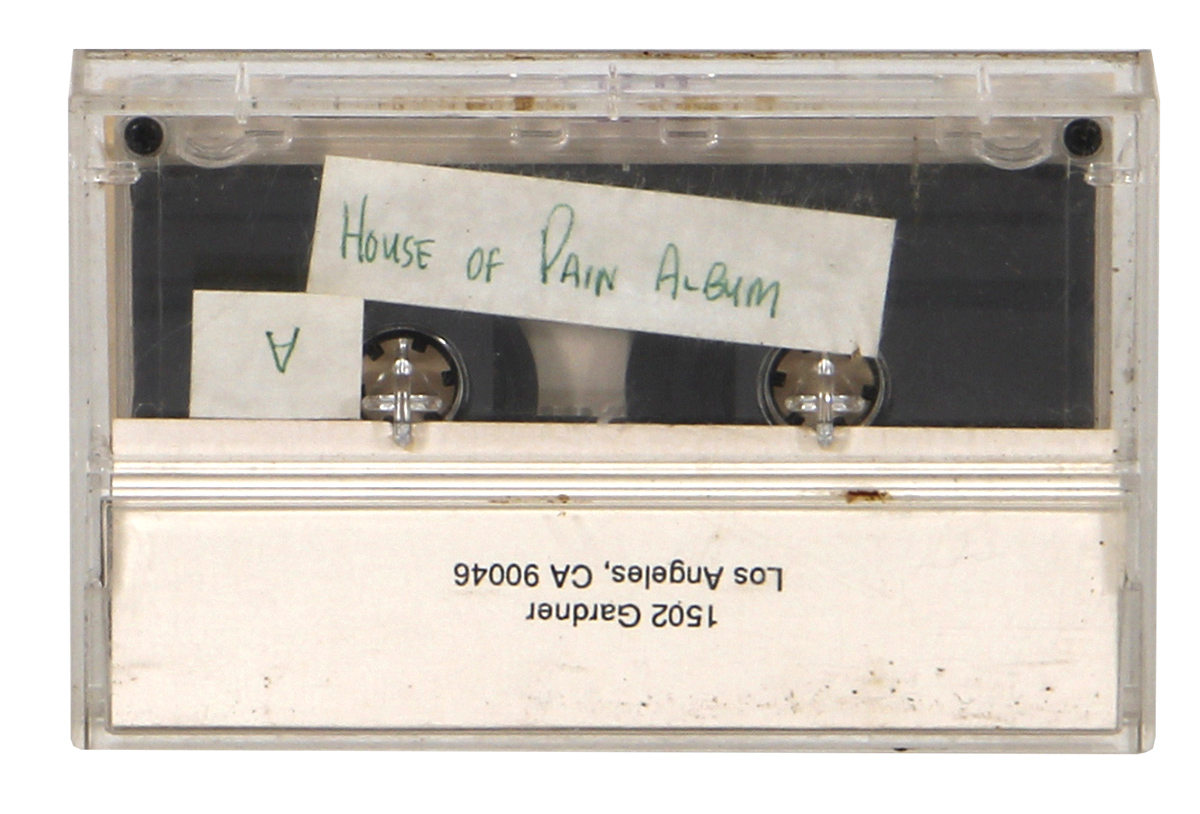 House of Pain Album
A
1502 Gardner
Los Angeles, CA 90046